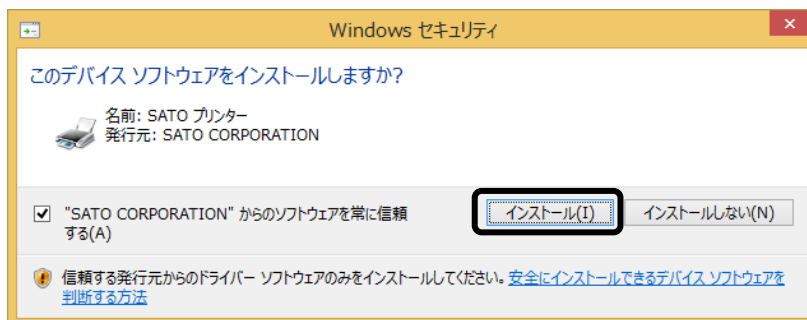 Windows セキュリティ
このデバイス ソフトウェアをインストールしますか?
名前: SATO プリンター
発行元: SATO CORPORATION
"SATO CORPORATION" からのソフトウェアを常に信頼
する(A)
インストール(I)
インストールしない(N)
信頼する発行元からのドライバー ソフトウェアのみをインストールしてください。安全にインストールできるデバイス ソフトウェアを
判断する方法